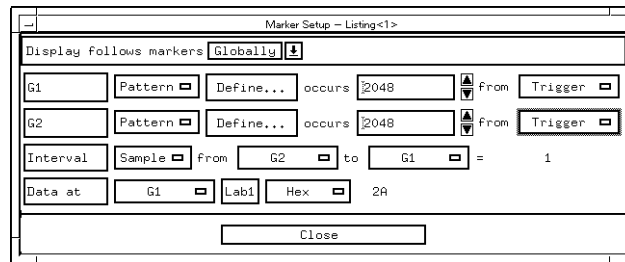 Marker Setup — Listing<1>
Display follows markers Globally
G1 Pattern Define... occurs 2048 from Trigger
G2 Pattern Define... occurs 2048 from Trigger
Interval Sample from G2 to G1 = 1
Data at G1 Lab1 Hex 2A
Close